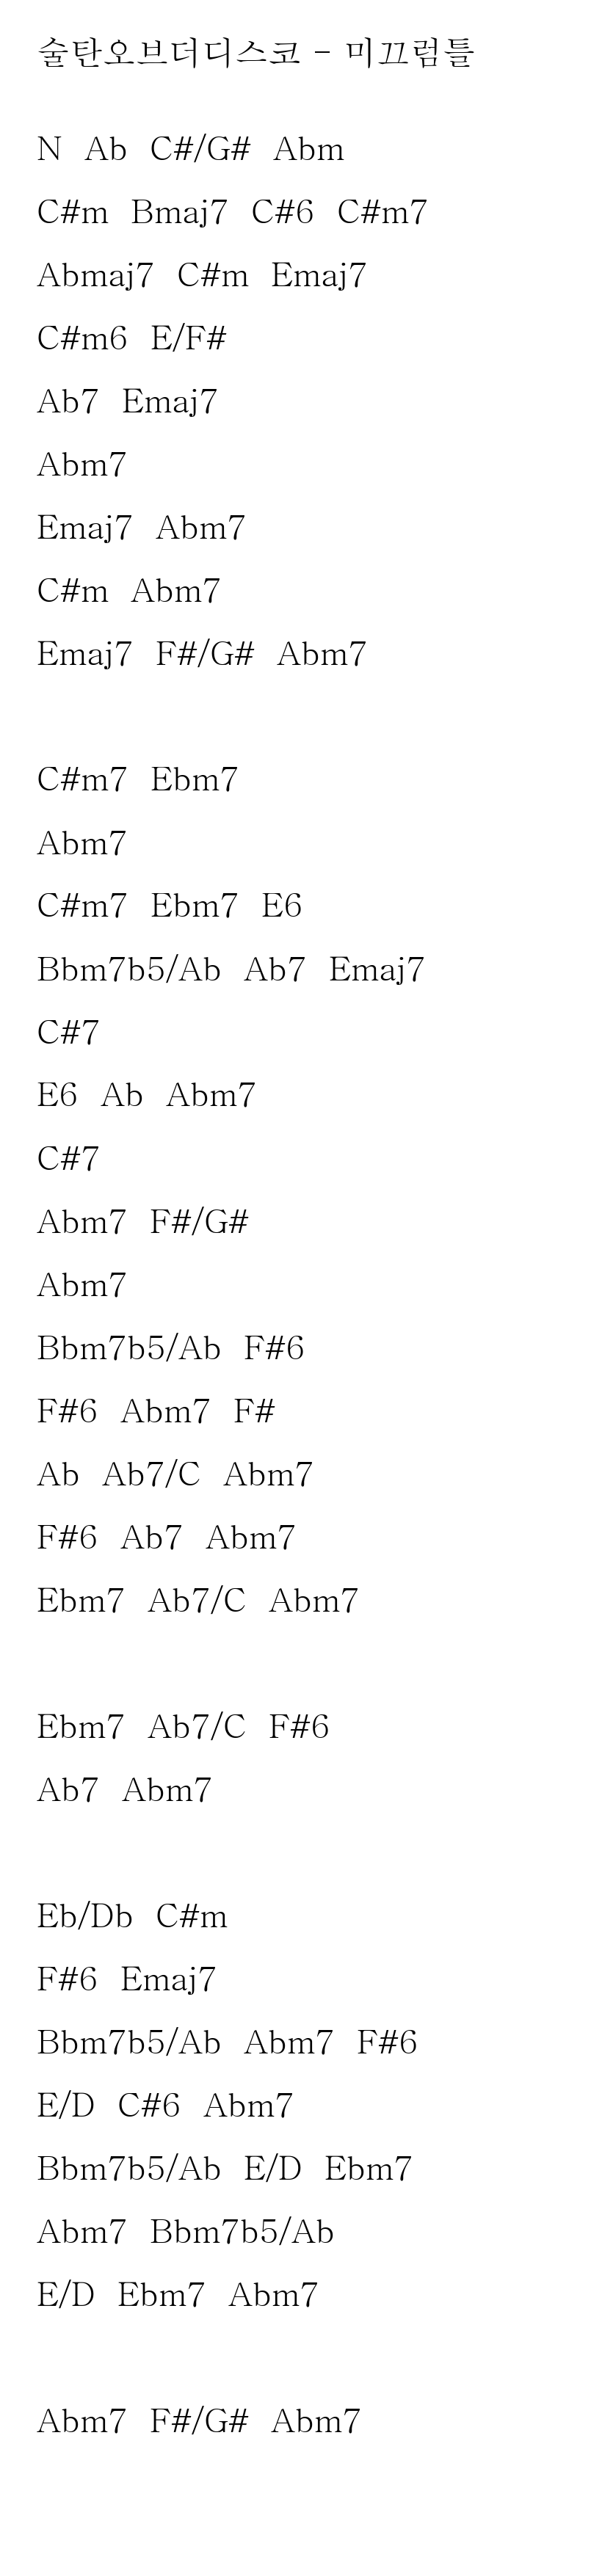 술탄오브더디스코 - 미끄럼틀
N Ab C#/G# Abm
C#m Bmaj7 C#6 C#m7
Abmaj7 C#m Emaj7
C#m6 E/F#
Ab7 Emaj7
Abm7
Emaj7 Abm7
C#m Abm7
Emaj7 F#/G# Abm7
C#m7 Ebm7
Abm7
C#m7 Ebm7 E6
Bbm7b5/Ab Ab7 Emaj7
C#7
E6 Ab Abm7
C#7
Abm7 F#/G#
Abm7
Bbm7b5/Ab F#6
F#6 Abm7 F#
Ab Ab7/C Abm7
F#6 Ab7 Abm7
Ebm7 Ab7/C Abm7
Ebm7 Ab7/C F#6
Ab7 Abm7
Eb/Db C#m
F#6 Emaj7
Bbm7b5/Ab Abm7 F#6
E/D C#6 Abm7
Bbm7b5/Ab E/D Ebm7
Abm7 Bbm7b5/Ab
E/D Ebm7 Abm7
Abm7 F#/G# Abm7